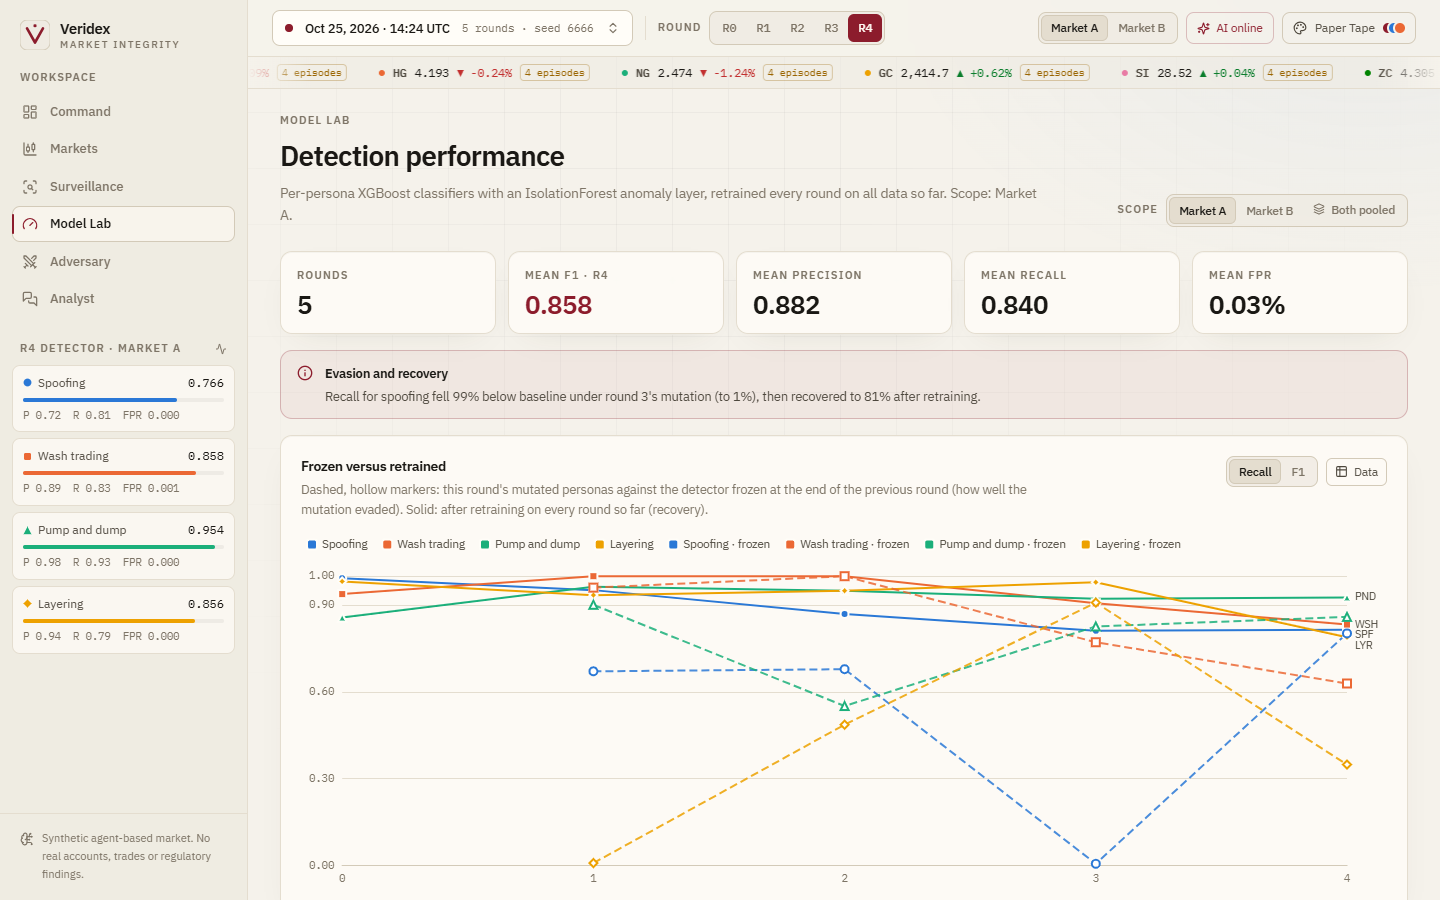 Veridex
MARKET INTEGRITY
WORKSPACE
Command
Markets
Surveillance
Model Lab
Adversary
Analyst
R4 DETECTOR · MARKET A
Spoofing 0.766
P 0.72 R 0.81 FPR 0.000
Wash trading 0.858
P 0.89 R 0.83 FPR 0.001
Pump and dump 0.954
P 0.98 R 0.93 FPR 0.000
Layering 0.856
P 0.94 R 0.79 FPR 0.000
Synthetic agent-based market. No
real accounts, trades or regulatory
findings.
Oct 25, 2026 · 14:24 UTC 5 rounds · seed 6666
ROUND R0 R1 R2 R3 R4
Market A Market B
AI online
Paper Tape
4 episodes HG 4.193 ▼ -0.24% 4 episodes NG 2.474 ▼ -1.24% 4 episodes GC 2,414.7 ▲ +0.62% 4 episodes SI 28.52 ▲ +0.04% 4 episodes ZC 4.305
MODEL LAB
Detection performance
Per-persona XGBoost classifiers with an IsolationForest anomaly layer, retrained every round on all data so far. Scope: Market
A.
SCOPE Market A Market B Both pooled
ROUNDS
5
MEAN F1 · R4
0.858
MEAN PRECISION
0.882
MEAN RECALL
0.840
MEAN FPR
0.03%
Evasion and recovery
Recall for spoofing fell 99% below baseline under round 3's mutation (to 1%), then recovered to 81% after retraining.
Frozen versus retrained
Dashed, hollow markers: this round's mutated personas against the detector frozen at the end of the previous round (how well the
mutation evaded). Solid: after retraining on every round so far (recovery).
Recall F1
Data
Spoofing Wash trading Pump and dump Layering Spoofing · frozen Wash trading · frozen Pump and dump · frozen Layering · frozen
1.00
0.90
0.60
0.30
0.00
PND
WSH
SPF
LYR
0 1 2 3 4